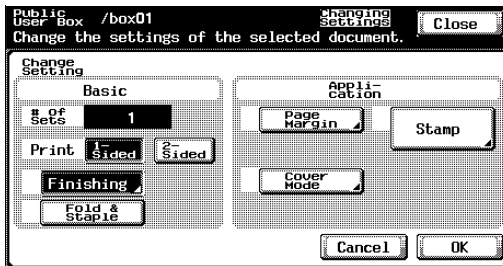 Public
User Box /box01
Changing
Settings
Close
Change the settings of the selected document.
Change
Setting
Basic
# of
Sets
1
Print
1-
Sided
2-
Sided
Finishing
Fold &
Staple
Appli-
cation
Page
Margin
Stamp
Cover
Mode
Cancel
OK